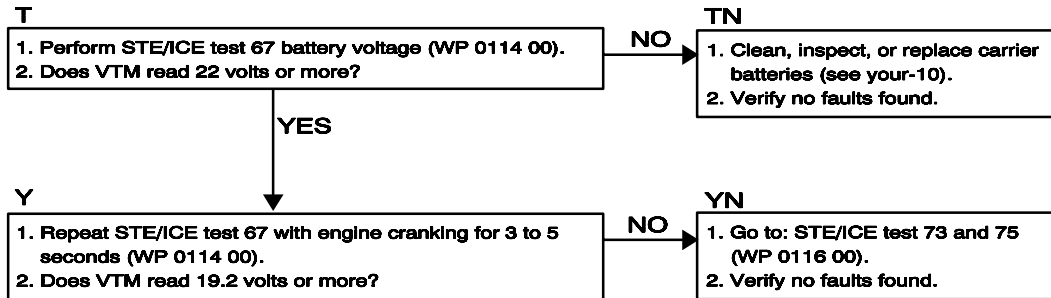 T
1. Perform STE/ICE test 67 battery voltage (WP 0114 00).
2. Does VTM read 22 volts or more?
NO
TN
1. Clean, inspect, or replace carrier
batteries (see your-10).
2. Verify no faults found.
YES
Y
1. Repeat STE/ICE test 67 with engine cranking for 3 to 5
seconds (WP 0114 00).
2. Does VTM read 19.2 volts or more?
NO
YN
1. Go to: STE/ICE test 73 and 75
(WP 0116 00).
2. Verify no faults found.